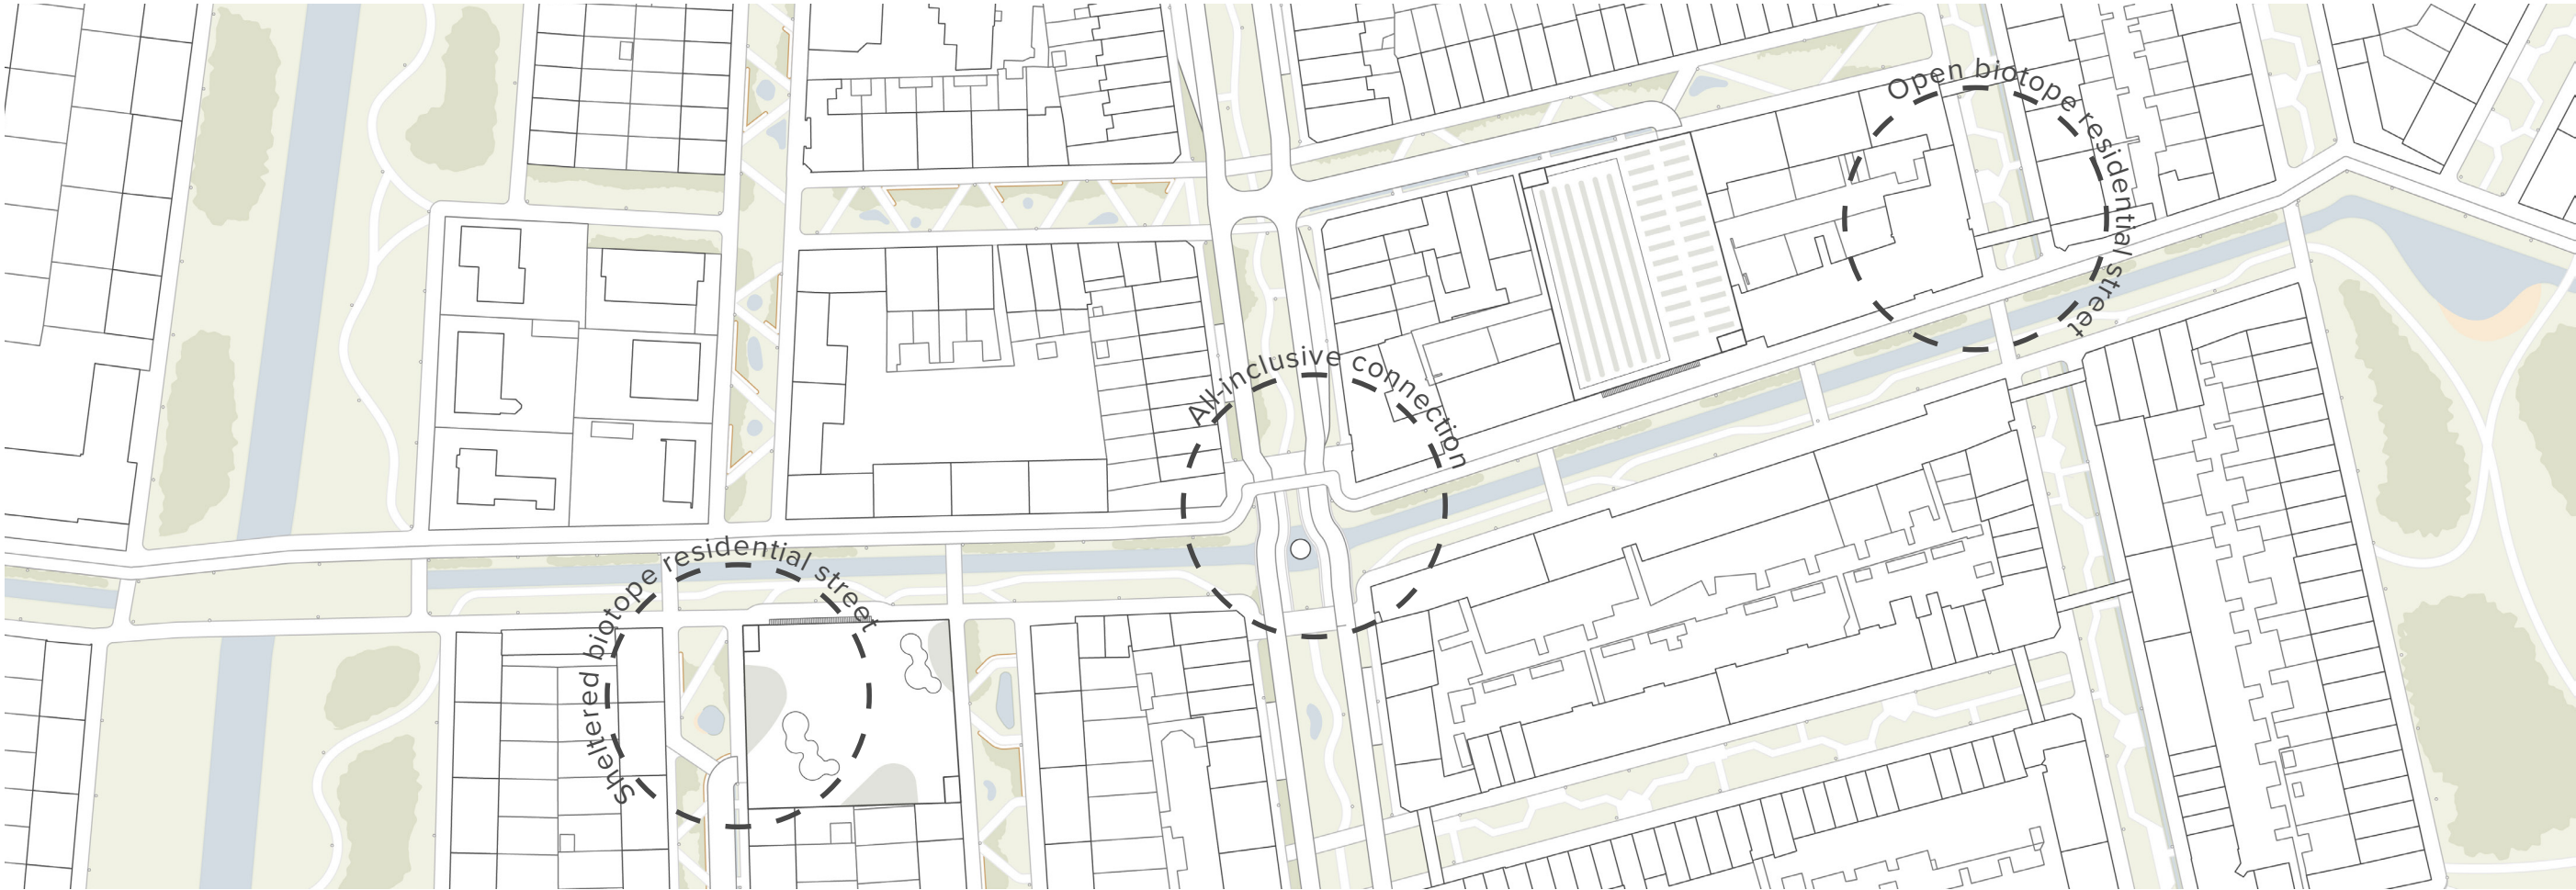 Open biotope residential street
All-inclusive connection
Sheltered biotope residential street